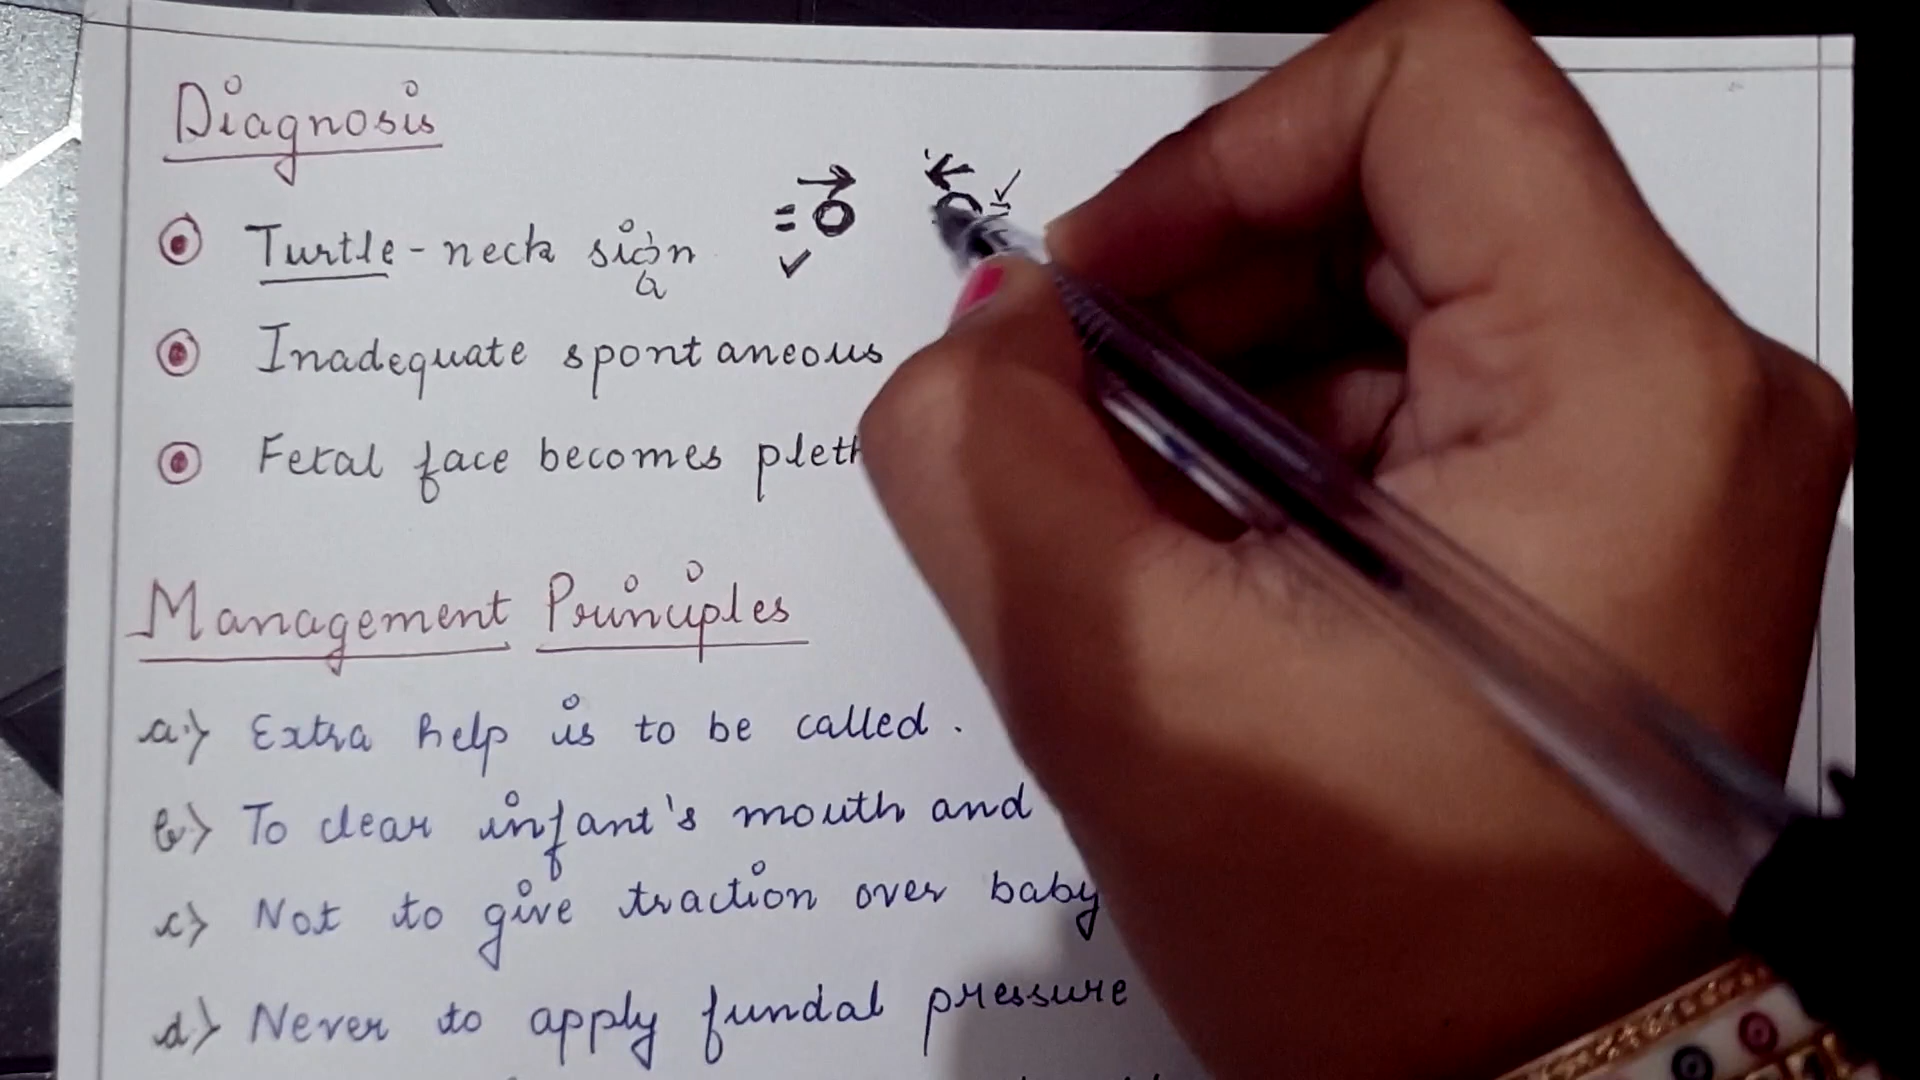 Diagnosis
Turtle-neck sign
Inadequate spontaneous
Fetal face becomes pleth
Management Principles
a) Extra help is to be called.
b) To clear infant's mouth and
c) Not to give traction over baby
d) Never to apply fundal pressure